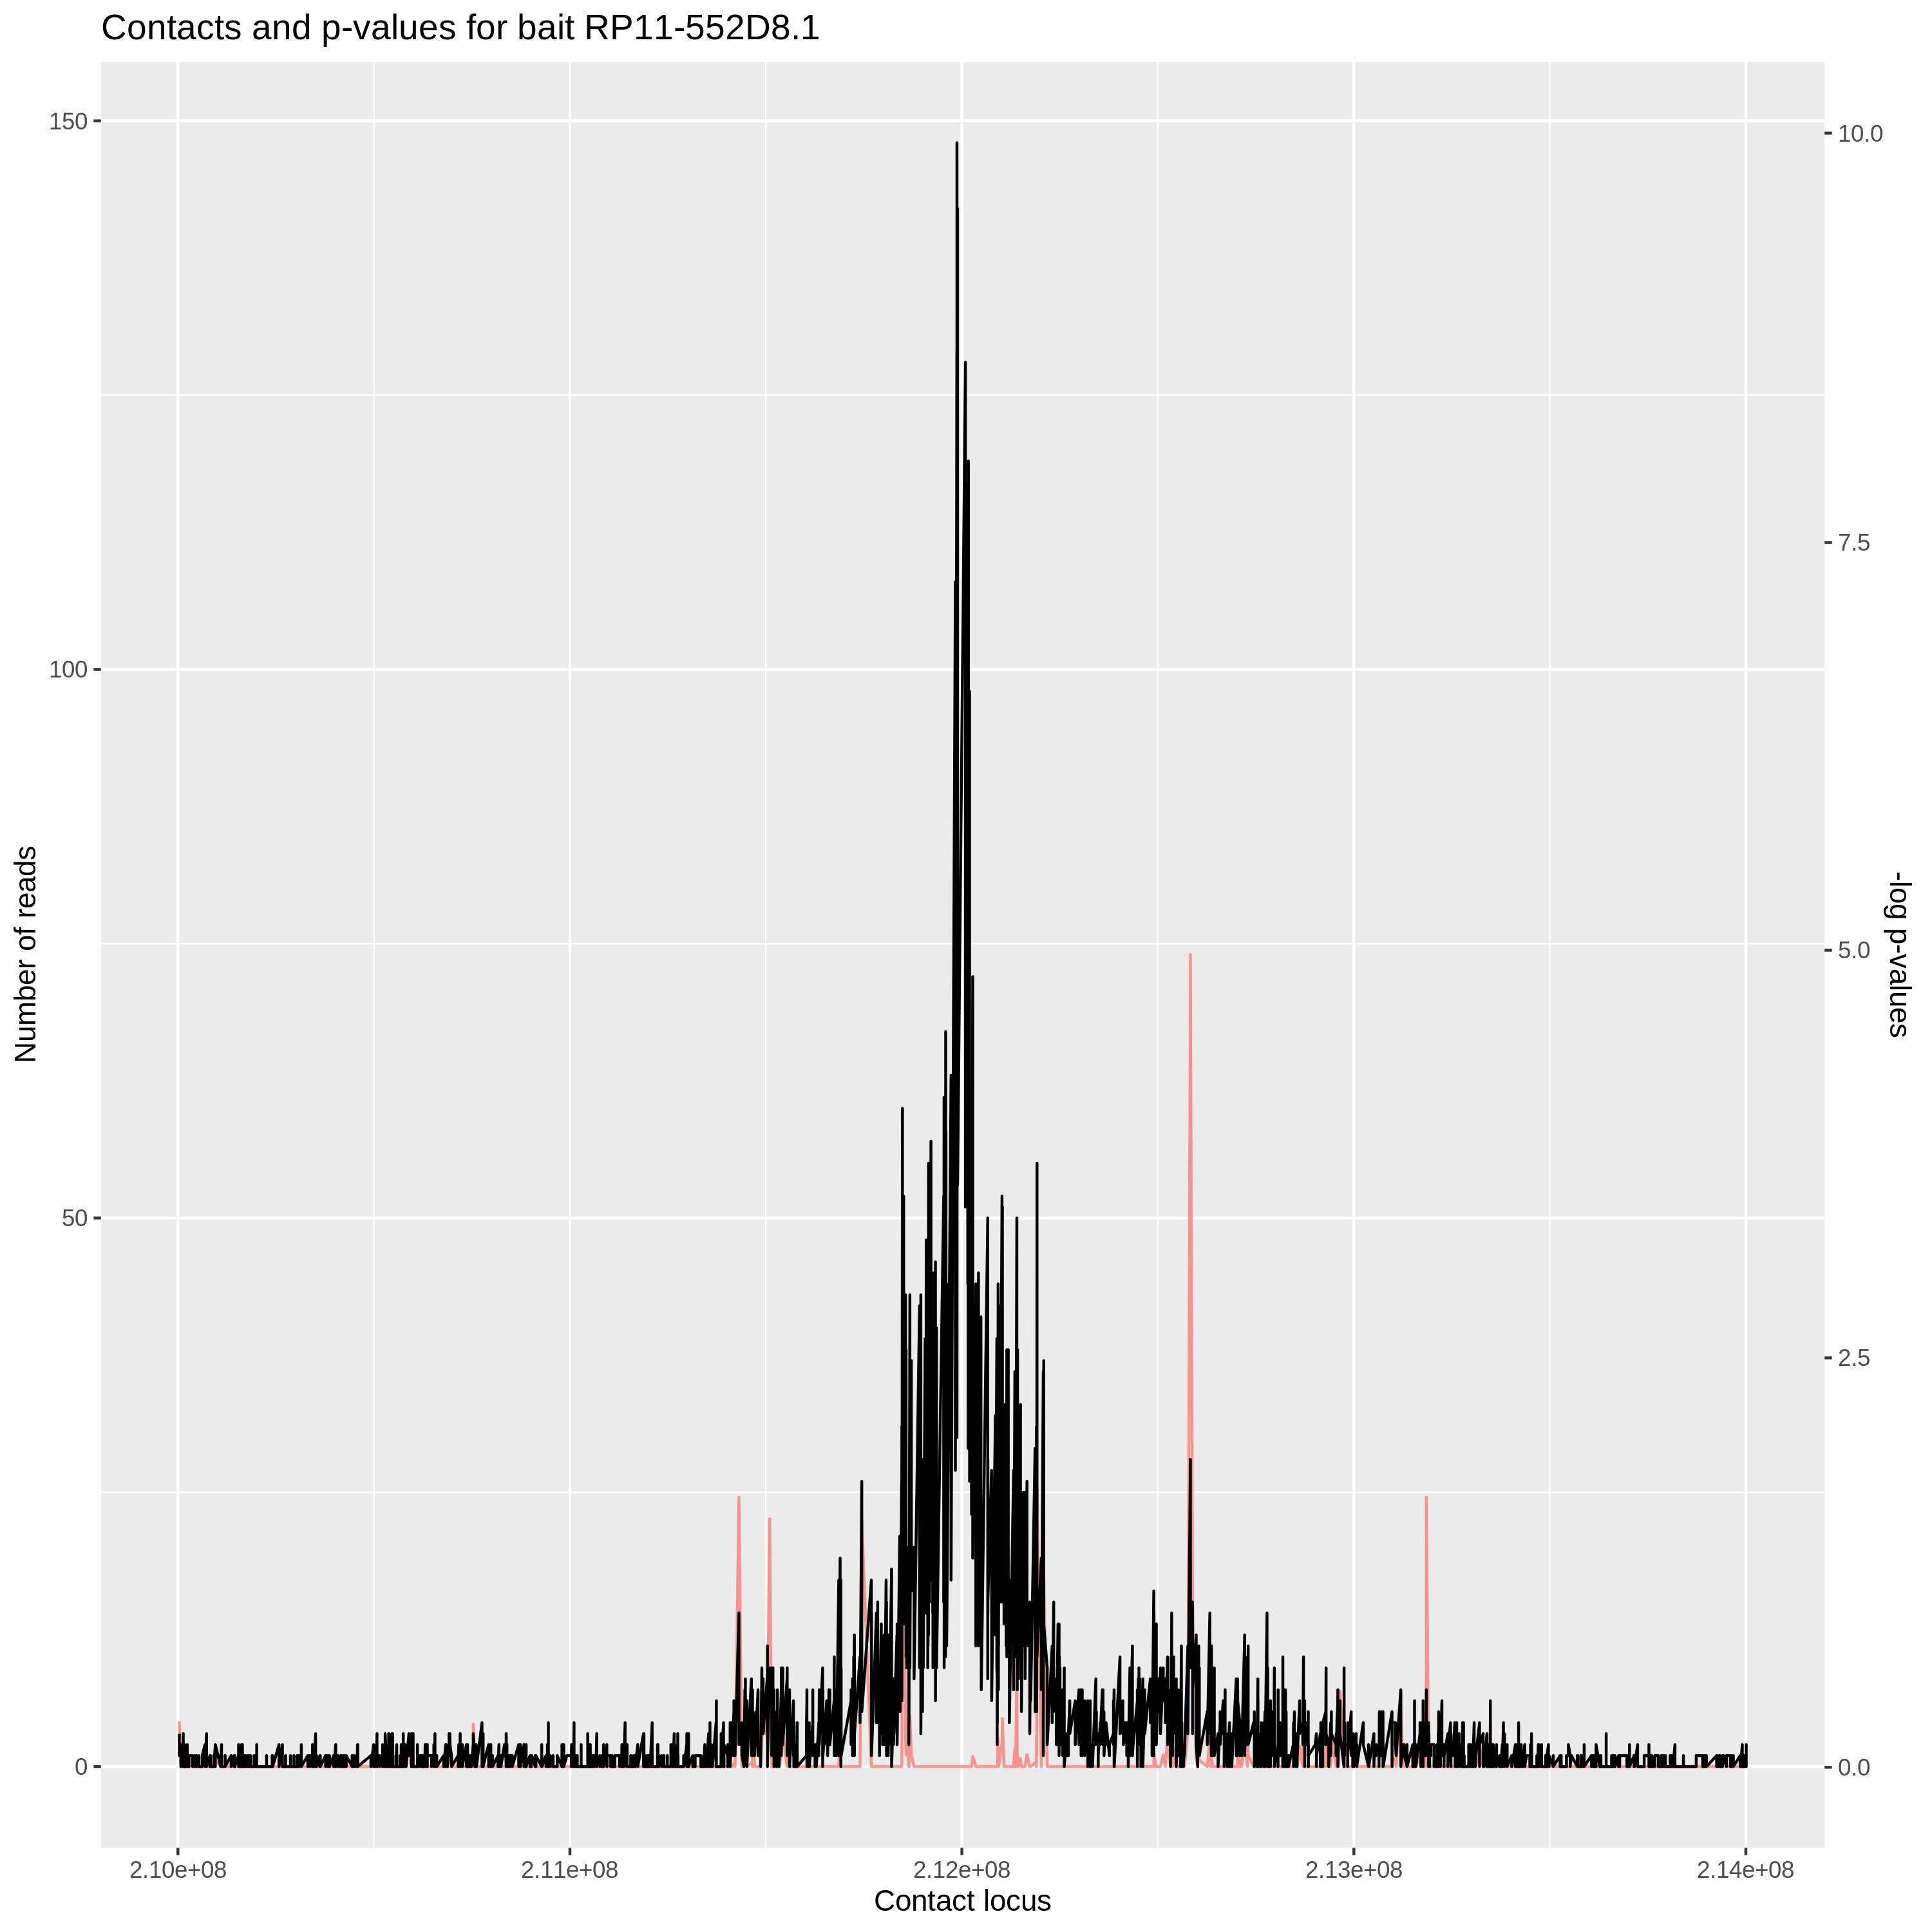 Contacts and p-values for bait RP11-552D8.1
150
100
50
0
Number of reads
10.0
7.5
5.0
2.5
0.0
-log p-values
2.10e+08
2.11e+08
2.12e+08
2.13e+08
2.14e+08
Contact locus